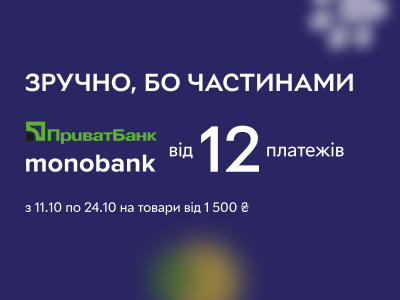 ЗРУЧНО, БО ЧАСТИНАМИ
ПриватБанк
monobank
від 12 платежів
з 11.10 по 24.10 на товари від 1 500 ₴